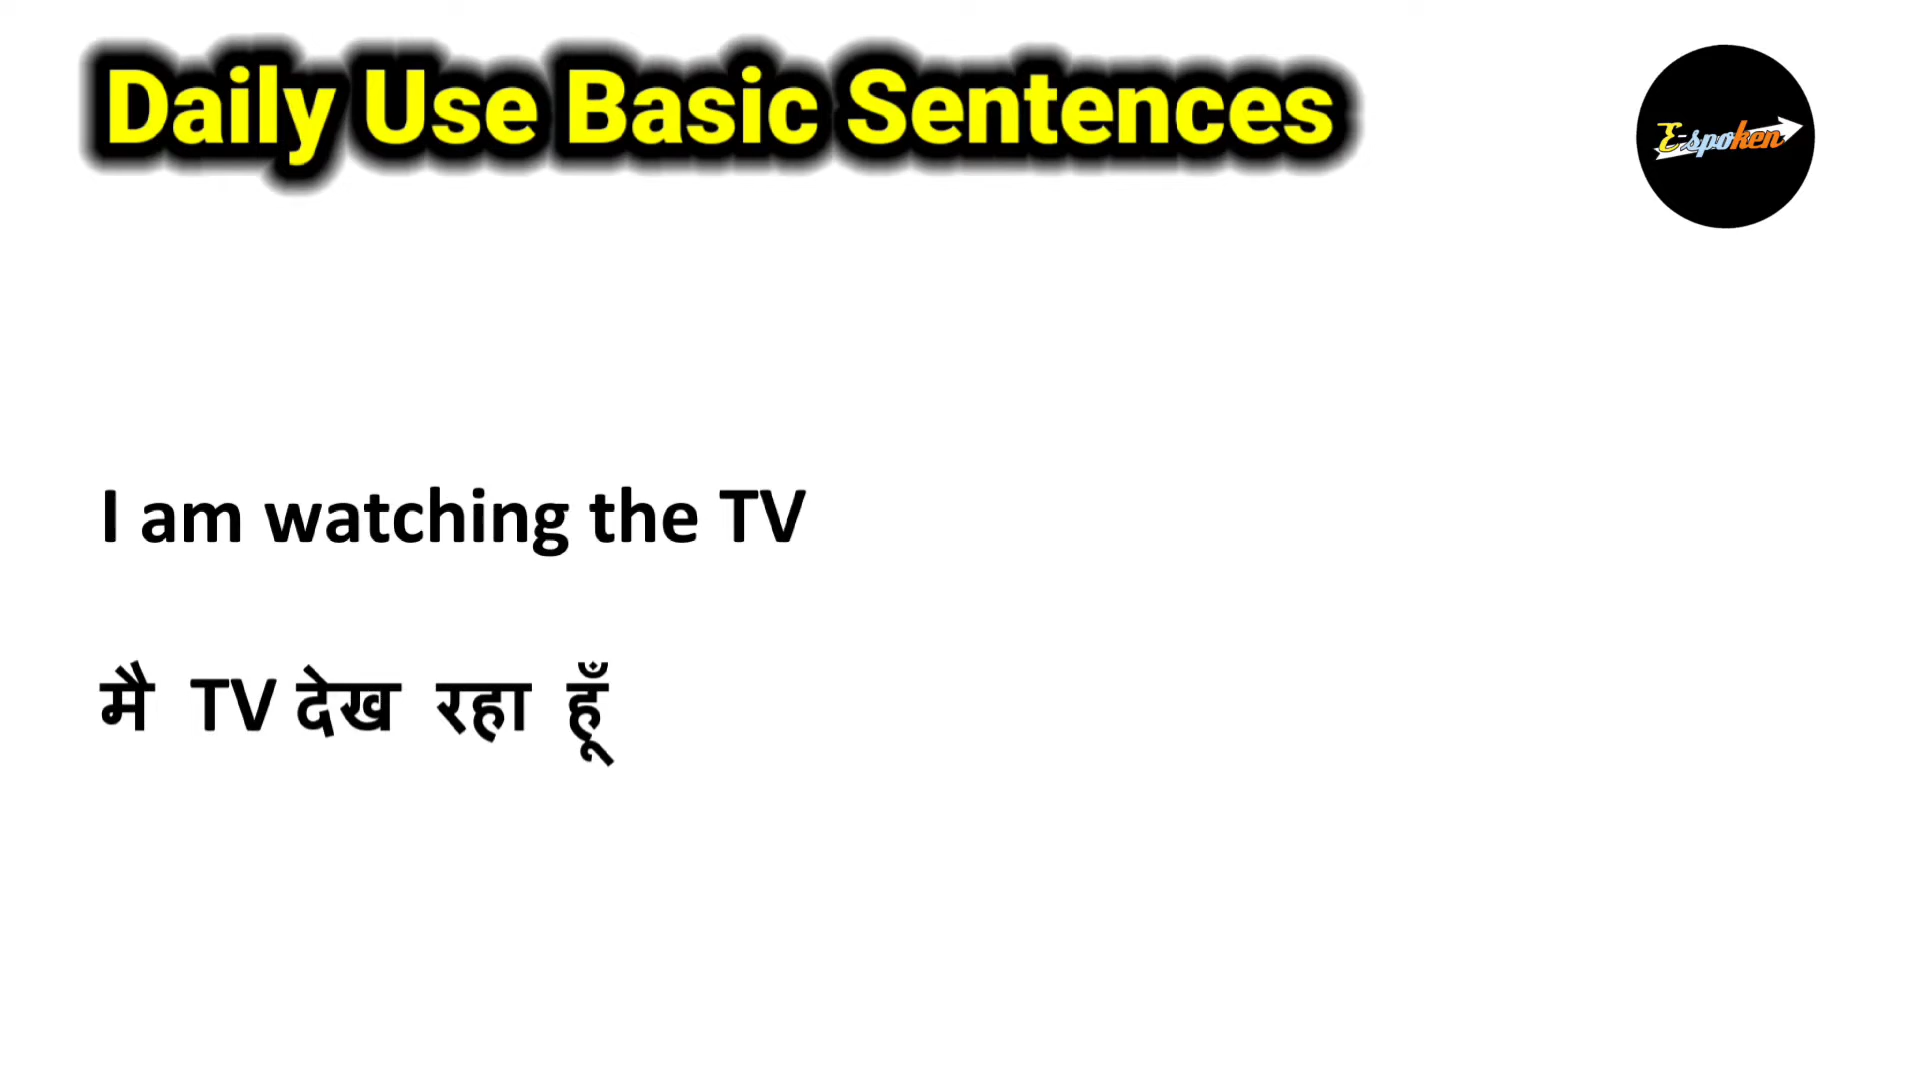 Daily Use Basic Sentences
E-spoken
I am watching the TV
मै TV देख रहा हूँ